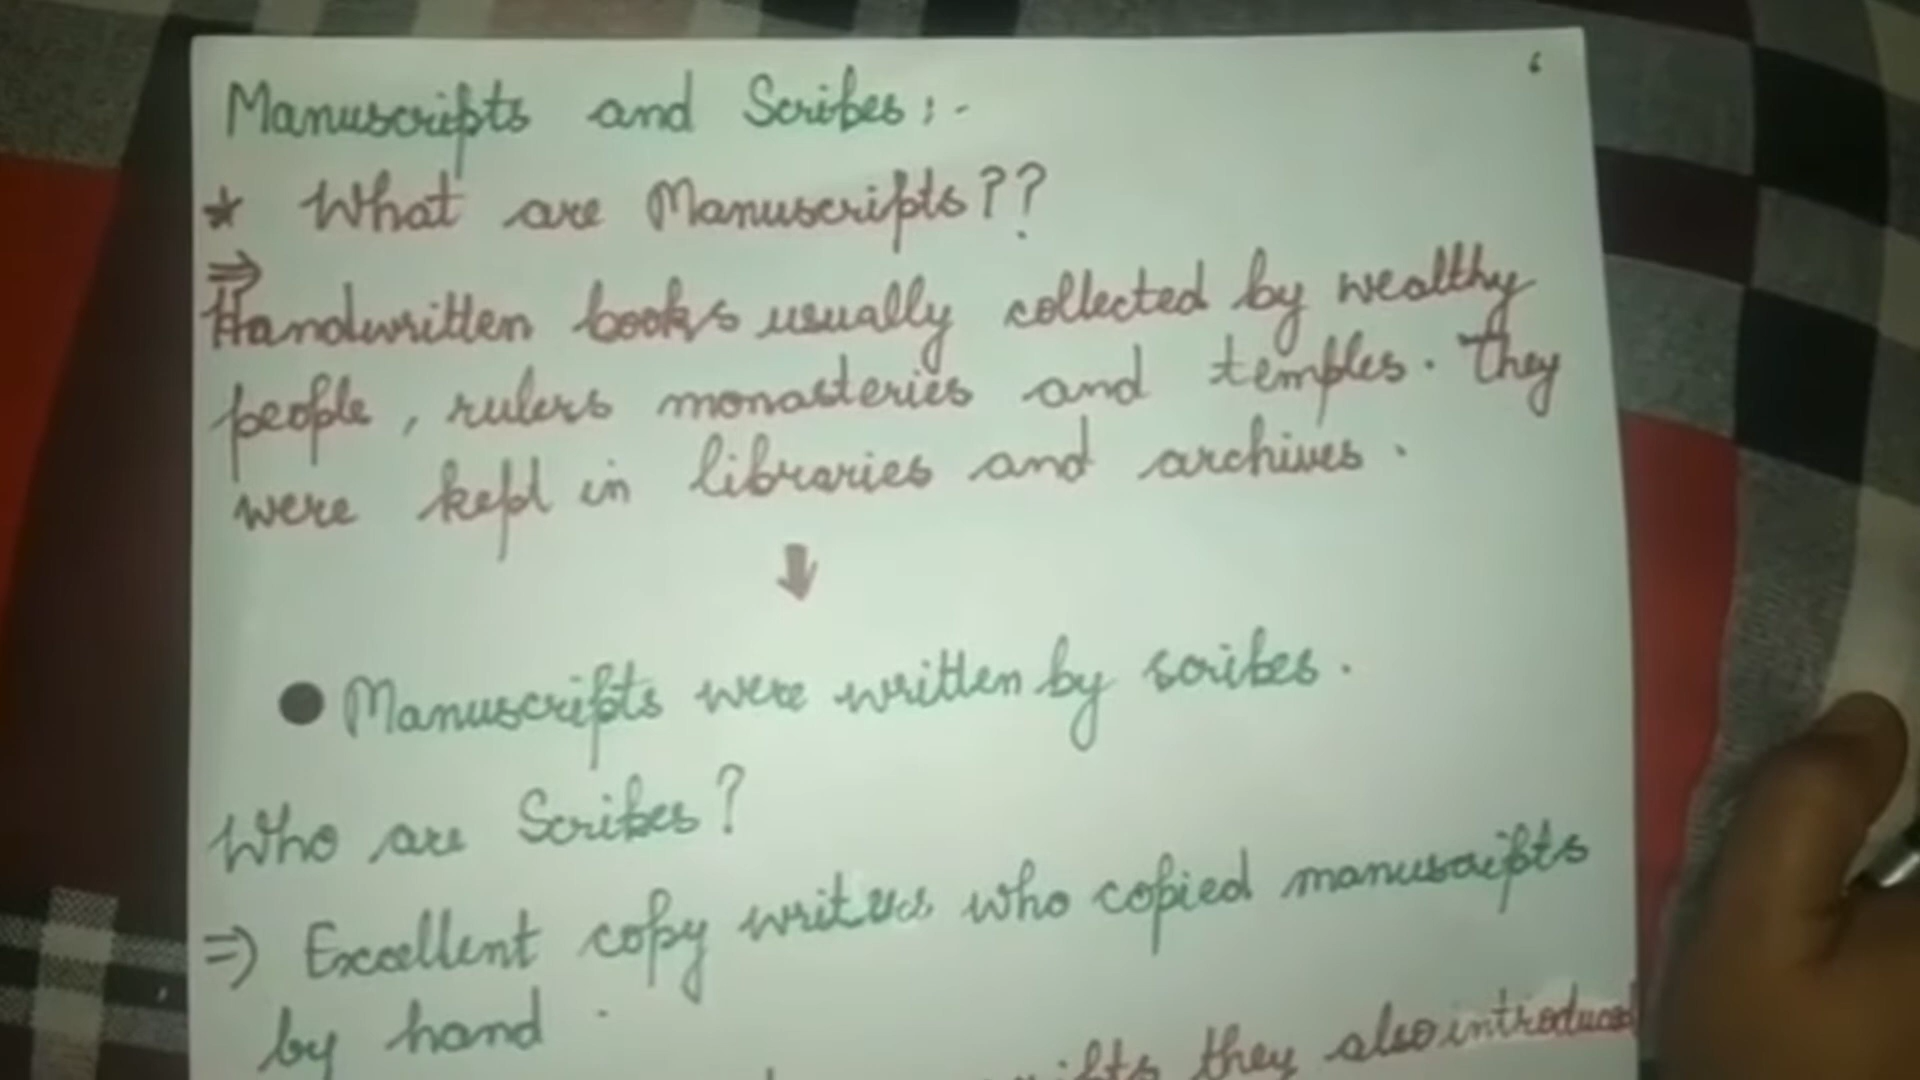 6
Manuscripts and Scribes:-
* What are Manuscripts??
⇒
Handwritten books usually collected by wealthy
people, rulers monasteries and temples. They
were kept in libraries and archives.
↓
● Manuscripts were written by scribes.
Who are Scribes?
⇒ Excellent copy writers who copied manuscripts
by hand.
they also introduced